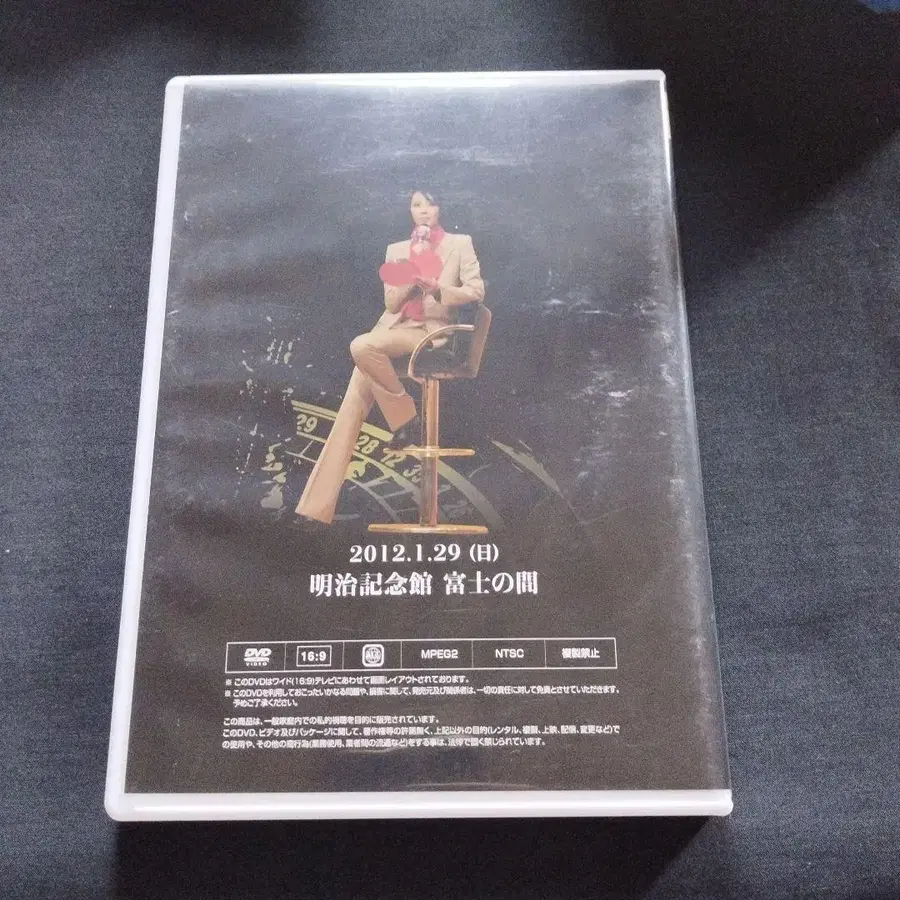 29 28 12 35
2012.1.29 (日)
明治記念館 富士の間
DVD VIDEO 16:9 ALL MPEG2 NTSC 複製禁止
※ このDVDはワイド(16:9)テレビにあわせて画面レイアウトされております。
※ このDVDを利用しておこったいかなる問題や、損害に関して、発売元及び関係者は、一切の責任に対して免責とさせていただきます。
予めご了承ください。
この商品は、一般家庭内での私的視聴を目的に販売されています。
このDVD、ビデオ及びパッケージに関して、著作権等の許諾無く、上記以外の目的(レンタル、複製、上映、配信、変更など)で
の使用や、その他の商行為(業務使用、業者間の流通など)をする事は、法律で固く禁じられています。